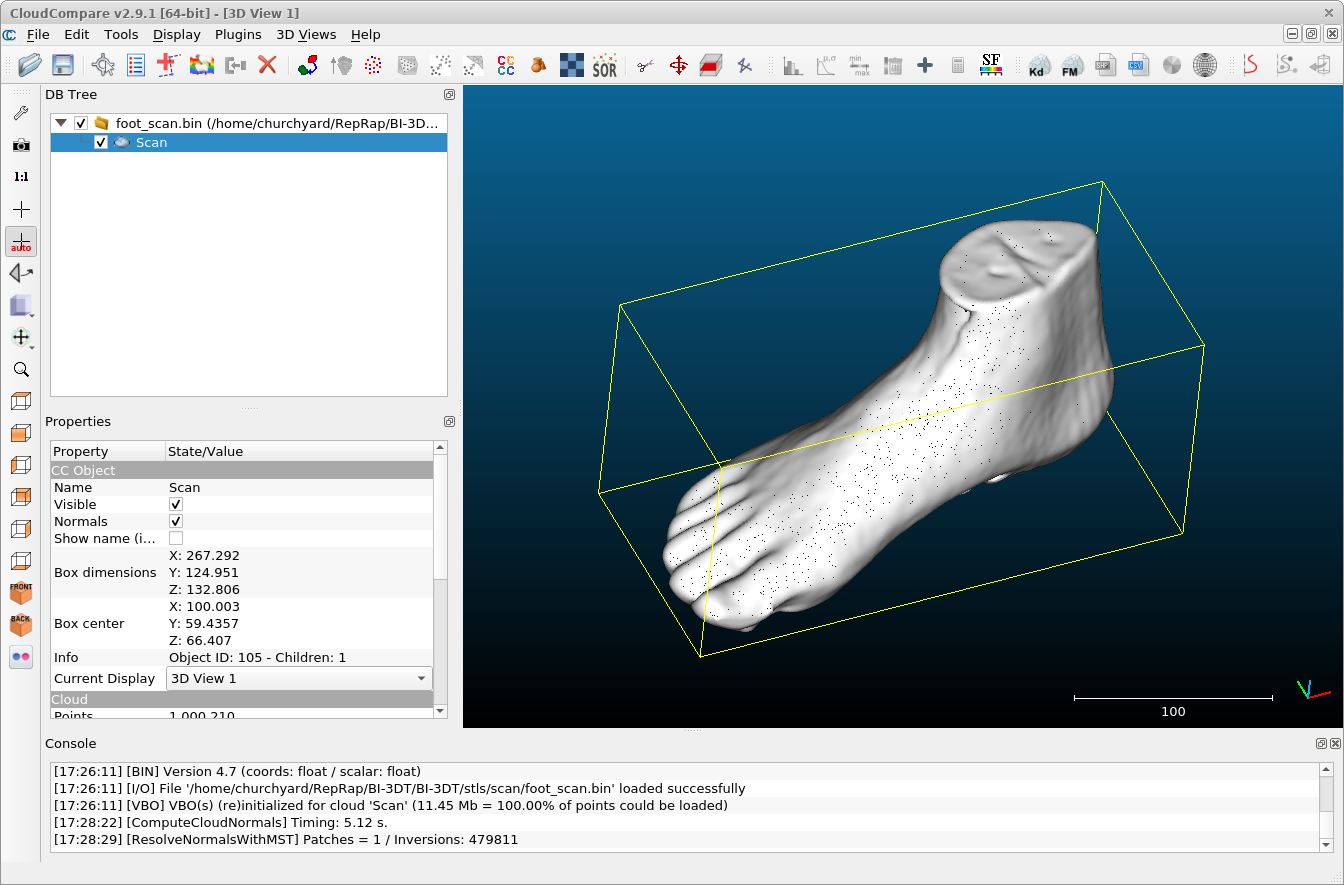 CloudCompare v2.9.1 [64-bit] - [3D View 1]
CC File Edit Tools Display Plugins 3D Views Help
CC CC SOR min max SF Kd FM SHP CSV
DB Tree
foot_scan.bin (/home/churchyard/RepRap/BI-3D...
Scan
1:1
auto
FRONT
BACK
Properties
Property State/Value
CC Object
Name Scan
Visible
Normals
Show name (i...
Box dimensions X: 267.292
Y: 124.951
Z: 132.806
Box center X: 100.003
Y: 59.4357
Z: 66.407
Info Object ID: 105 - Children: 1
Current Display 3D View 1
Cloud
Points 1,000,210
100
Console
[17:26:11] [BIN] Version 4.7 (coords: float / scalar: float)
[17:26:11] [I/O] File '/home/churchyard/RepRap/BI-3DT/BI-3DT/stls/scan/foot_scan.bin' loaded successfully
[17:26:11] [VBO] VBO(s) (re)initialized for cloud 'Scan' (11.45 Mb = 100.00% of points could be loaded)
[17:28:22] [ComputeCloudNormals] Timing: 5.12 s.
[17:28:29] [ResolveNormalsWithMST] Patches = 1 / Inversions: 479811